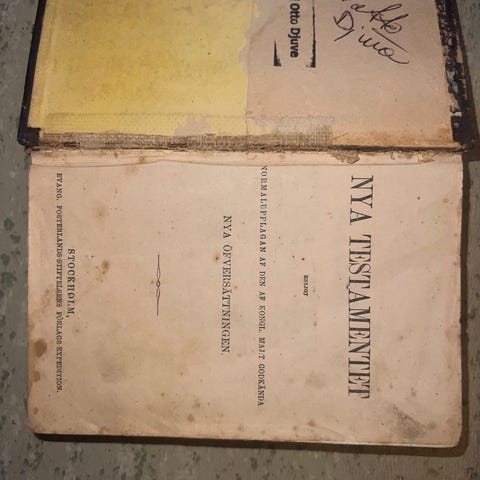 Otto Djuve
Djuva
NYA TESTAMENTET
ENLIGT
NORMALUPPLAGAN AF DEN AF KONGL. MAJ:T GODKÄNDA
NYA ÖFVERSÄTTNINGEN.
STOCKHOLM,
EVANG. FOSTERLANDS-STIFTELSENS FÖRLAGS-EXPEDITION.